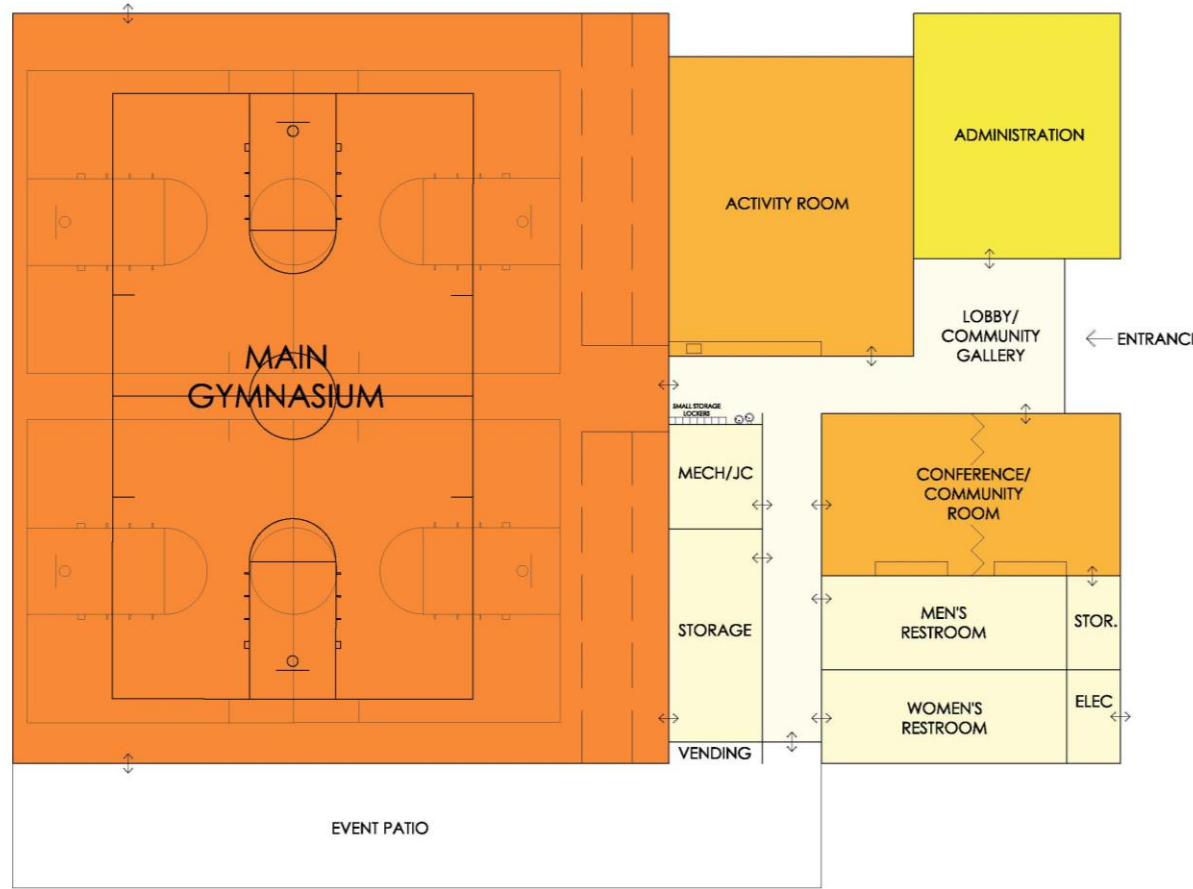 ADMINISTRATION
ACTIVITY ROOM
LOBBY/
COMMUNITY
GALLERY
ENTRANCE
MAIN
GYMNASIUM
SMALL STORAGE
LOCKERS
MECH/JC
CONFERENCE/
COMMUNITY
ROOM
STORAGE
MEN'S
RESTROOM
STOR.
WOMEN'S
RESTROOM
ELEC
VENDING
EVENT PATIO